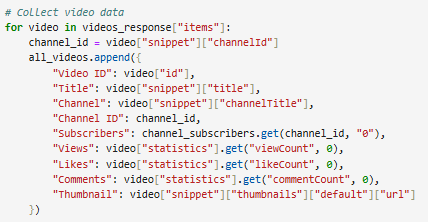 # Collect video data
for video in videos_response["items"]:
    channel_id = video["snippet"]["channelId"]
    all_videos.append({
        "Video ID": video["id"],
        "Title": video["snippet"]["title"],
        "Channel": video["snippet"]["channelTitle"],
        "Channel ID": channel_id,
        "Subscribers": channel_subscribers.get(channel_id, "0"),
        "Views": video["statistics"].get("viewCount", 0),
        "Likes": video["statistics"].get("likeCount", 0),
        "Comments": video["statistics"].get("commentCount", 0),
        "Thumbnail": video["snippet"]["thumbnails"]["default"]["url"]
    })